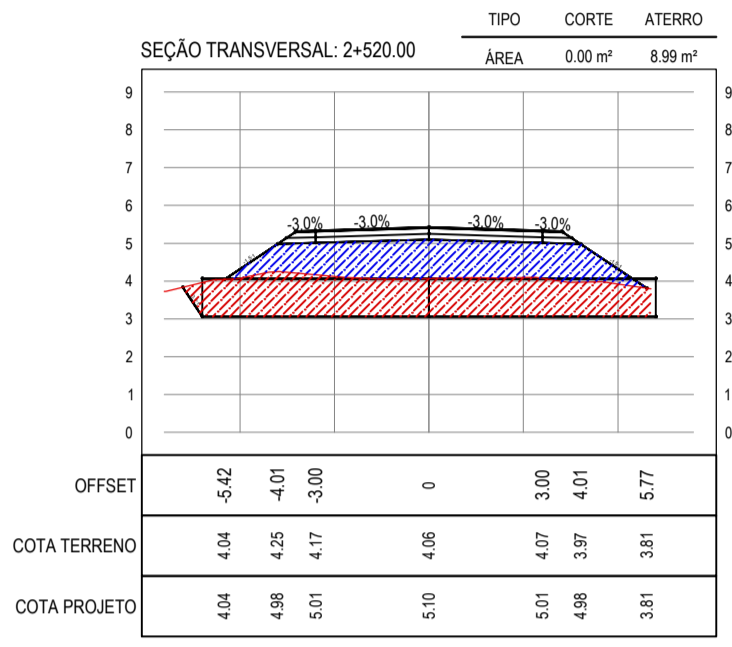 TIPO CORTE ATERRO
SEÇÃO TRANSVERSAL: 2+520.00
ÁREA 0.00 m² 8.99 m²
9 9
8 8
7 7
6 6
-3.0% -3.0% -3.0% -3.0%
5 5
4 4
3 3
2 2
1 1
0 0
OFFSET -5.42 -4.01 -3.00 0 3.00 4.01 5.77
COTA TERRENO 4.04 4.25 4.17 4.06 4.07 3.97 3.81
COTA PROJETO 4.04 4.98 5.01 5.10 5.01 4.98 3.81